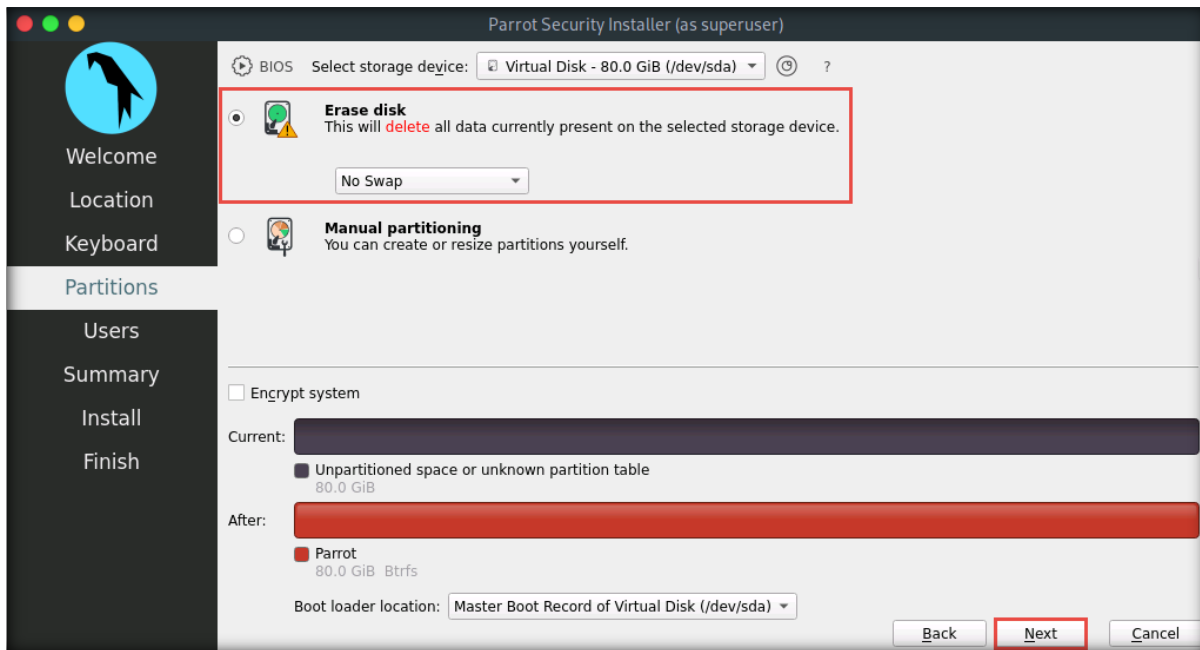 Parrot Security Installer (as superuser)
BIOS Select storage device: Virtual Disk - 80.0 GiB (/dev/sda) ?
Erase disk
This will delete all data currently present on the selected storage device.
No Swap
Manual partitioning
You can create or resize partitions yourself.
Welcome
Location
Keyboard
Partitions
Users
Summary
Install
Finish
Encrypt system
Current:
Unpartitioned space or unknown partition table
80.0 GiB
After:
Parrot
80.0 GiB Btrfs
Boot loader location: Master Boot Record of Virtual Disk (/dev/sda)
Back Next Cancel